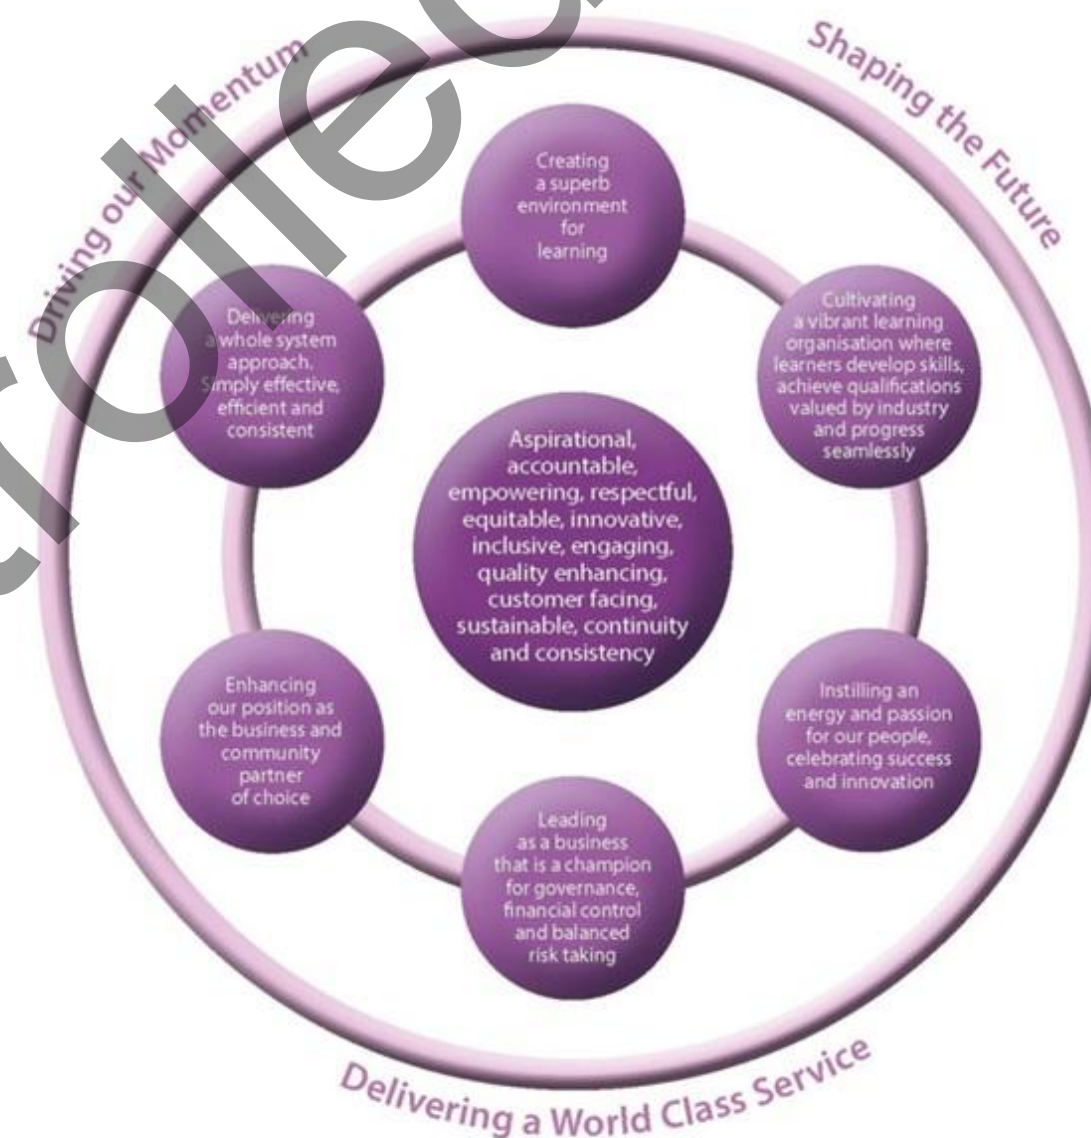 Driving our Momentum
Shaping the Future
Creating
a superb
environment
for
learning
Delivering
a whole system
approach.
Simply effective,
efficient and
consistent
Cultivating
a vibrant learning
organisation where
learners develop skills,
achieve qualifications
valued by industry
and progress
seamlessly
Aspirational,
accountable,
empowering, respectful,
equitable, innovative,
inclusive, engaging,
quality enhancing,
customer facing,
sustainable, continuity
and consistency
Enhancing
our position as
the business and
community
partner
of choice
Instilling an
energy and passion
for our people,
celebrating success
and innovation
Leading
as a business
that is a champion
for governance,
financial control
and balanced
risk taking
Delivering a World Class Service